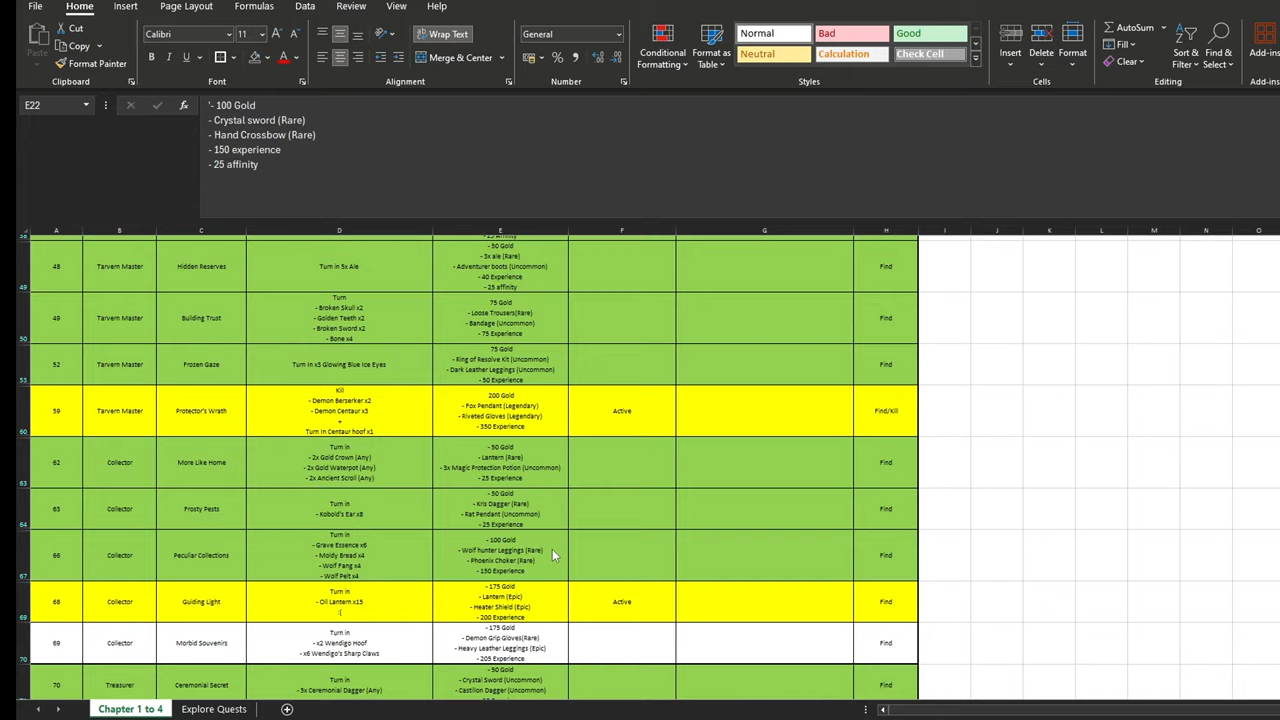 File Home Insert Page Layout Formulas Data Review View Help
Cut
Copy
Format Painter
Paste
Clipboard
Calibri 11
B I U
Font
Wrap Text
Merge & Center
Alignment
General
Number
Conditional Formatting
Format as Table
Normal Bad Good
Neutral Calculation Check Cell
Styles
Insert Delete Format
Cells
AutoSum
Fill
Clear
Sort & Filter
Find & Select
Editing
Add-ins
Add-ins
E22
fx
'- 100 Gold
- Crystal sword (Rare)
- Hand Crossbow (Rare)
- 150 experience
- 25 affinity
A B C D E F G H I J K L M N O
49
48
Tarvern Master
Hidden Reserves
Turn in 5x Ale
- 50 Gold
- 3x ale (Rare)
- Adventurer boots (Uncommon)
- 40 Experience
- 25 affinity
Find
50
49
Tarvern Master
Building Trust
Turn
- Broken Skull x2
- Golden Teeth x2
- Broken Sword x2
- Bone x4
75 Gold
- Loose Trousers(Rare)
- Bandage (Uncommon)
- 75 Experience
Find
53
52
Tarvern Master
Frozen Gaze
Turn In x3 Glowing Blue Ice Eyes
75 Gold
- Ring of Resolve Kit (Uncommon)
- Dark Leather Leggings (Uncommon)
- 50 Experience
Find
60
59
Tarvern Master
Protector's Wrath
Kill
- Demon Berserker x2
- Demon Centaur x3
+
Turn In Centaur hoof x1
200 Gold
- Fox Pendant (Legendary)
- Riveted Gloves (Legendary)
- 350 Experience
Active
Find/Kill
63
62
Collector
More Like Home
Turn in
- 2x Gold Crown (Any)
- 2x Gold Waterpot (Any)
- 2x Ancient Scroll (Any)
- 50 Gold
- Lantern (Rare)
- 3x Magic Protection Potion (Uncommon)
- 25 Experience
Find
64
63
Collector
Frosty Pests
Turn in
- Kobold's Ear x8
- 50 Gold
- Kris Dagger (Rare)
- Rat Pendant (Uncommon)
- 25 Experience
Find
67
66
Collector
Peculiar Collections
Turn in
- Grave Essence x6
- Moldy Bread x4
- Wolf Fang x4
- Wolf Pelt x4
- 100 Gold
- Wolf hunter Leggings (Rare)
- Phoenix Choker (Rare)
- 150 Experience
Find
69
68
Collector
Guiding Light
Turn in
- Oil Lantern x15
:(
- 175 Gold
- Lantern (Epic)
- Heater Shield (Epic)
- 200 Experience
Active
Find
70
69
Collector
Morbid Souvenirs
Turn in
- x2 Wendigo Hoof
- x6 Wendigo's Sharp Claws
- 175 Gold
- Demon Grip Gloves(Rare)
- Heavy Leather Leggings (Epic)
- 205 Experience
Find
70
Treasurer
Ceremonial Secret
Turn in
- 5x Ceremonial Dagger (Any)
- 50 Gold
- Crystal Sword (Uncommon)
- Castillon Dagger (Uncommon)
Find
Chapter 1 to 4 Explore Quests